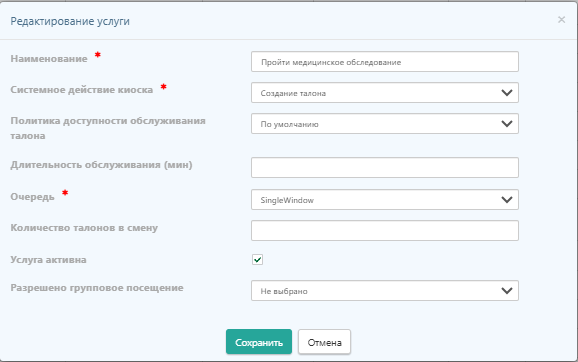 Редактирование услуги ×
Наименование * Пройти медицинское обследование
Системное действие киоска * Создание талона
Политика доступности обслуживания По умолчанию
талона
Длительность обслуживания (мин)
Очередь * SingleWindow
Количество талонов в смену
Услуга активна
Разрешено групповое посещение Не выбрано
Сохранить Отмена